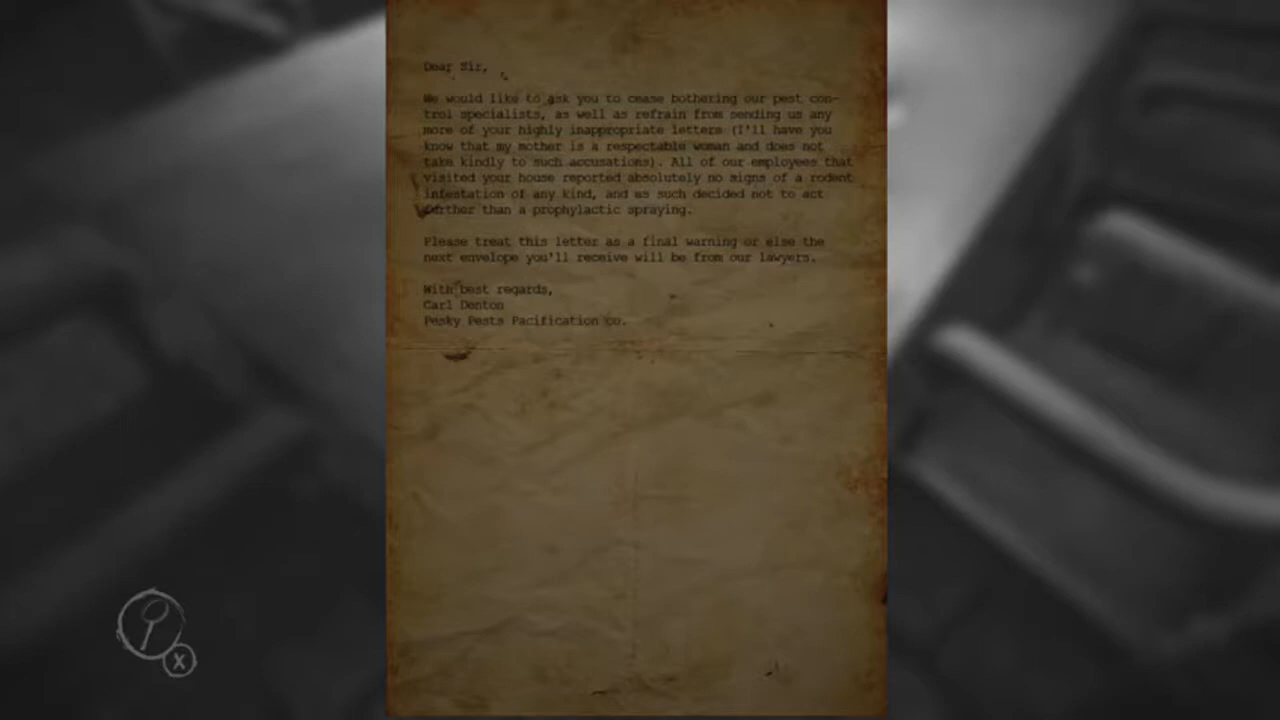 Dear Sir,
We would like to ask you to cease bothering our pest con-
trol specialists, as well as refrain from sending us any
more of your highly inappropriate letters (I'll have you
know that my mother is a respectable woman and does not
take kindly to such accusations). All of our employees that
visited your house reported absolutely no signs of a rodent
infestation of any kind, and as such decided not to act
further than a prophylactic spraying.
Please treat this letter as a final warning or else the
next envelope you'll receive will be from our lawyers.
With best regards,
Carl Denton
Pesky Pests Pacification co.
X